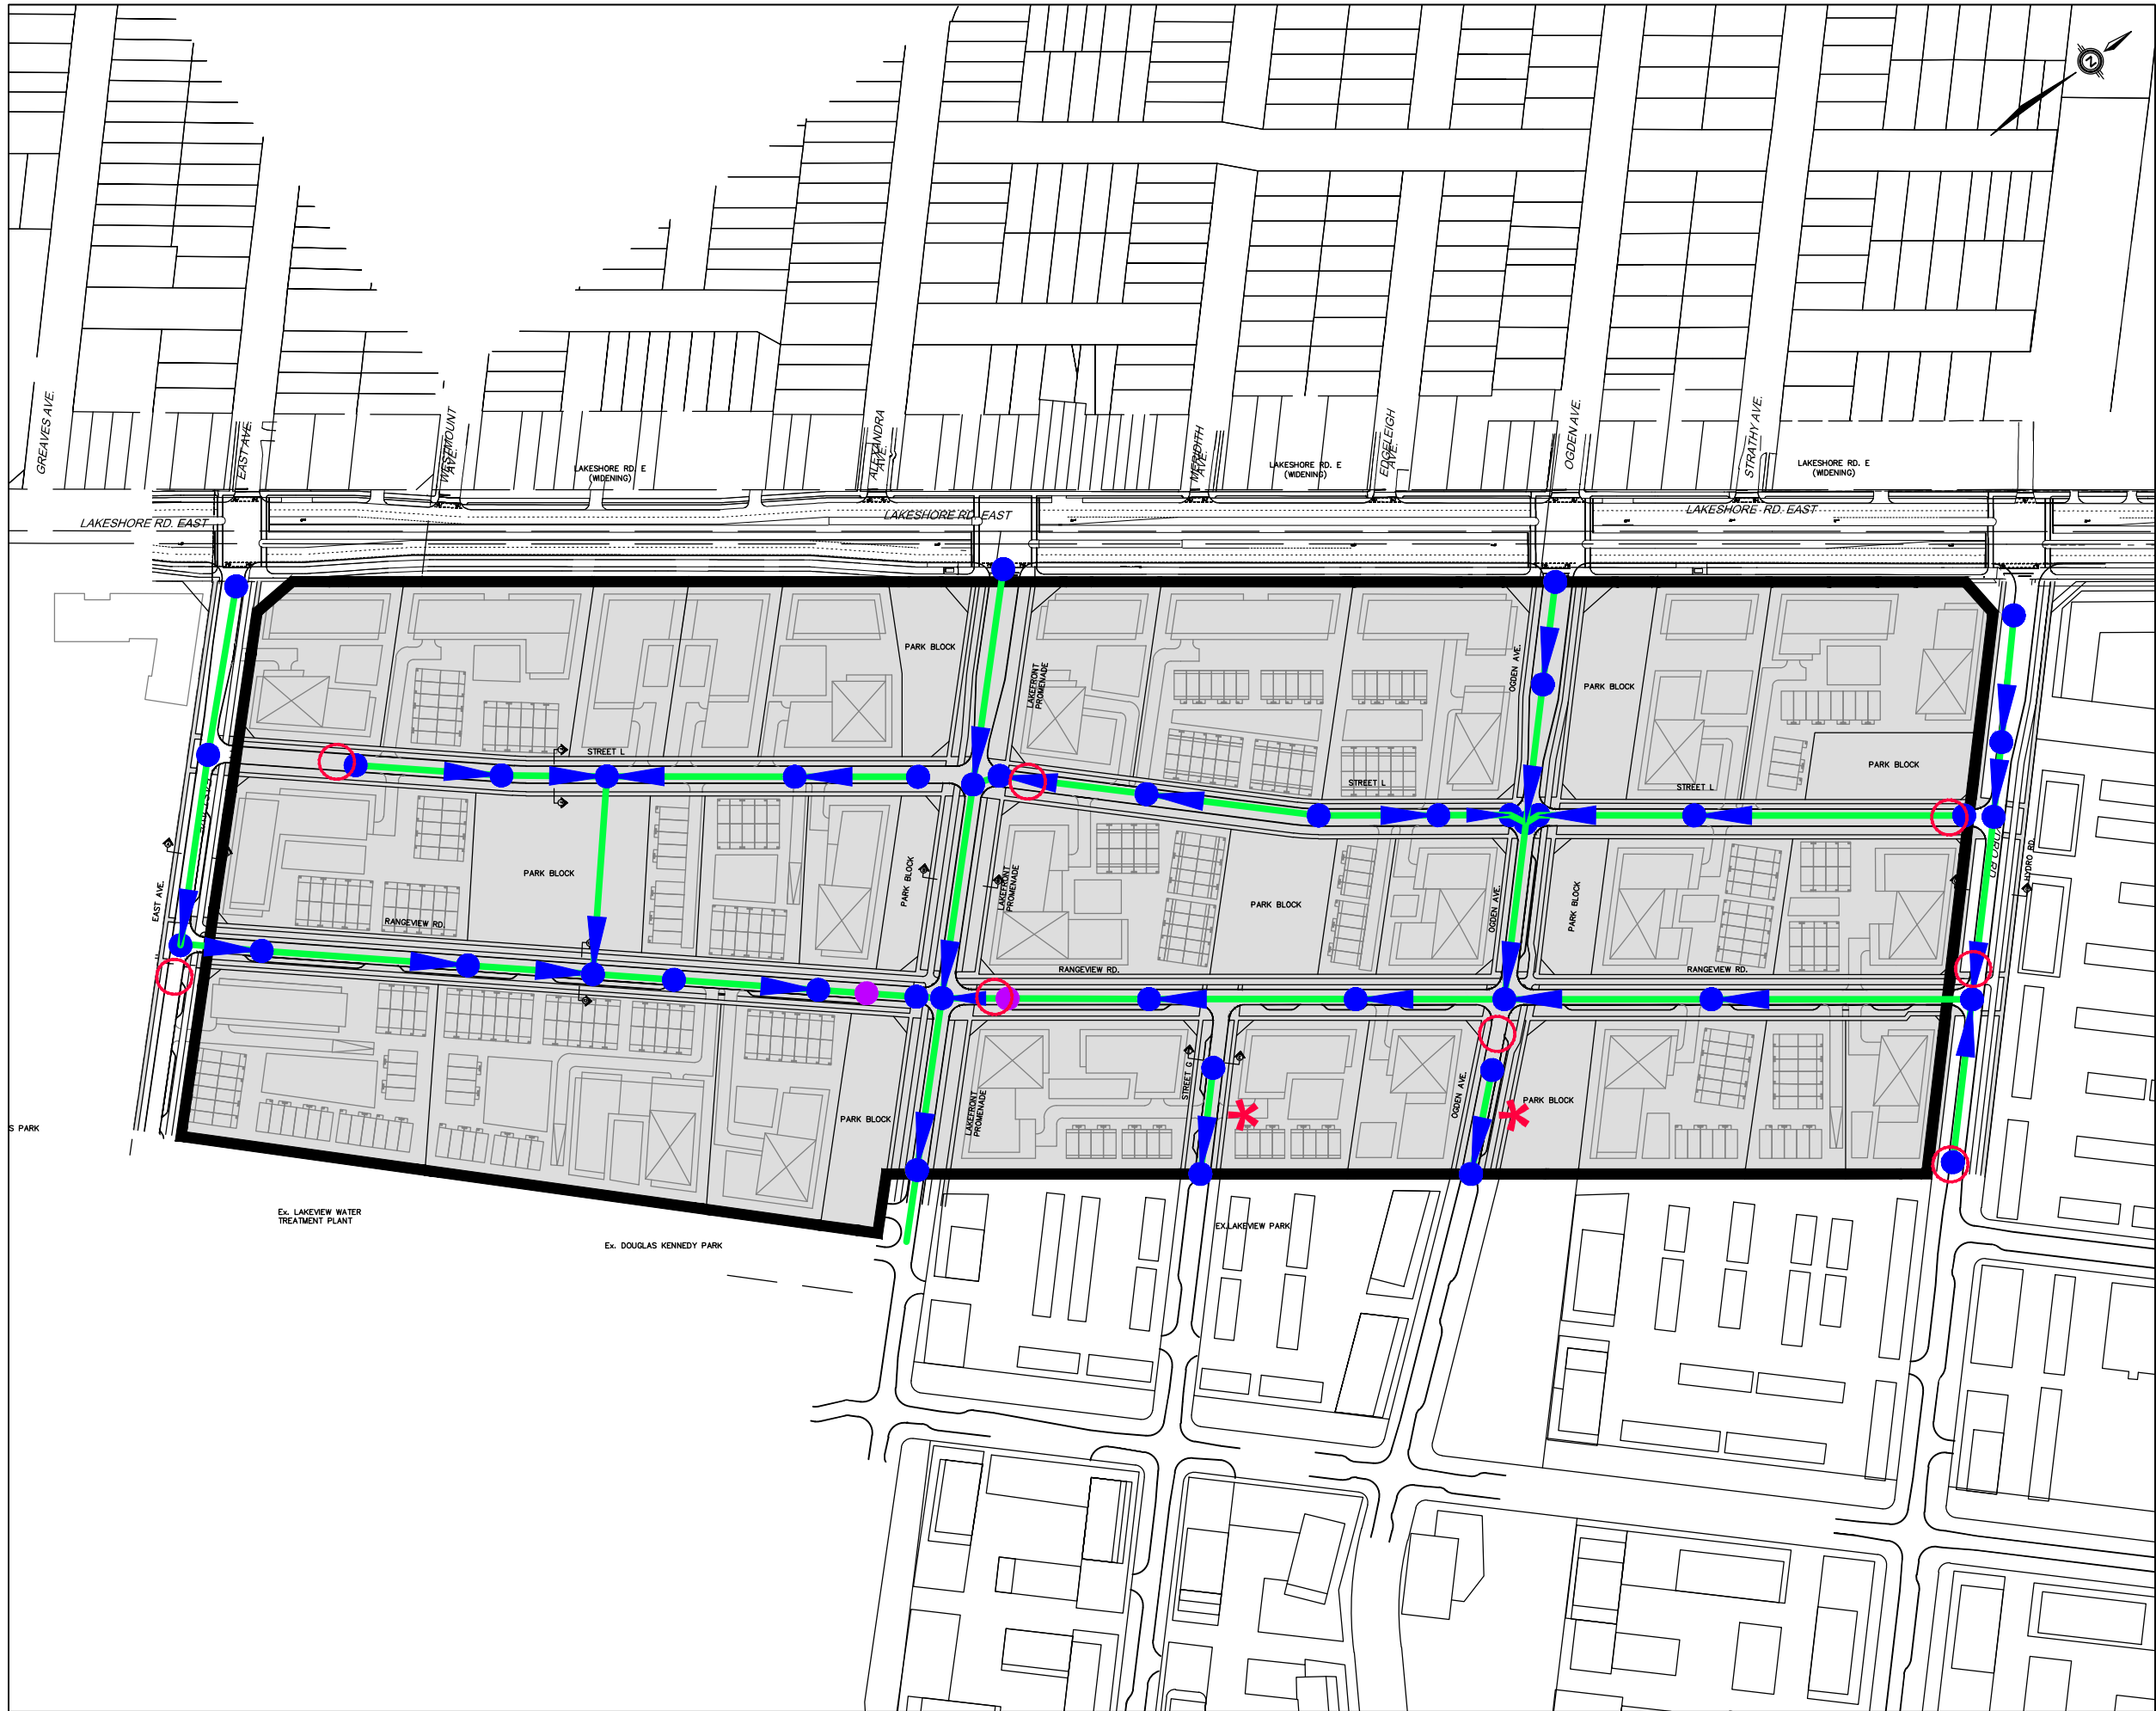 N
GREAVES AVE.
EAST AVE.
WESTMOUNT
AVE.
ALEXANDRA
AVE.
MERIDITH
AVE.
EDGELEIGH
AVE.
OGDEN AVE.
STRATHY AVE.
LAKESHORE RD. E
(WIDENING)
LAKESHORE RD. E
(WIDENING)
LAKESHORE RD. E
(WIDENING)
LAKESHORE RD. EAST
LAKESHORE RD. EAST
LAKESHORE RD. EAST
PARK BLOCK
LAKEFRONT
PROMENADE
OGDEN AVE.
PARK BLOCK
STREET L
STREET L
STREET L
PARK BLOCK
PARK BLOCK
PARK BLOCK
LAKEFRONT
PROMENADE
PARK BLOCK
OGDEN AVE.
PARK BLOCK
HYDRO RD.
EAST AVE.
RANGEVIEW RD.
RANGEVIEW RD.
RANGEVIEW RD.
PARK BLOCK
LAKEFRONT
PROMENADE
STREET G
OGDEN AVE.
PARK BLOCK
S PARK
Ex. LAKEVIEW WATER
TREATMENT PLANT
Ex. DOUGLAS KENNEDY PARK
EX.LAKEVIEW PARK